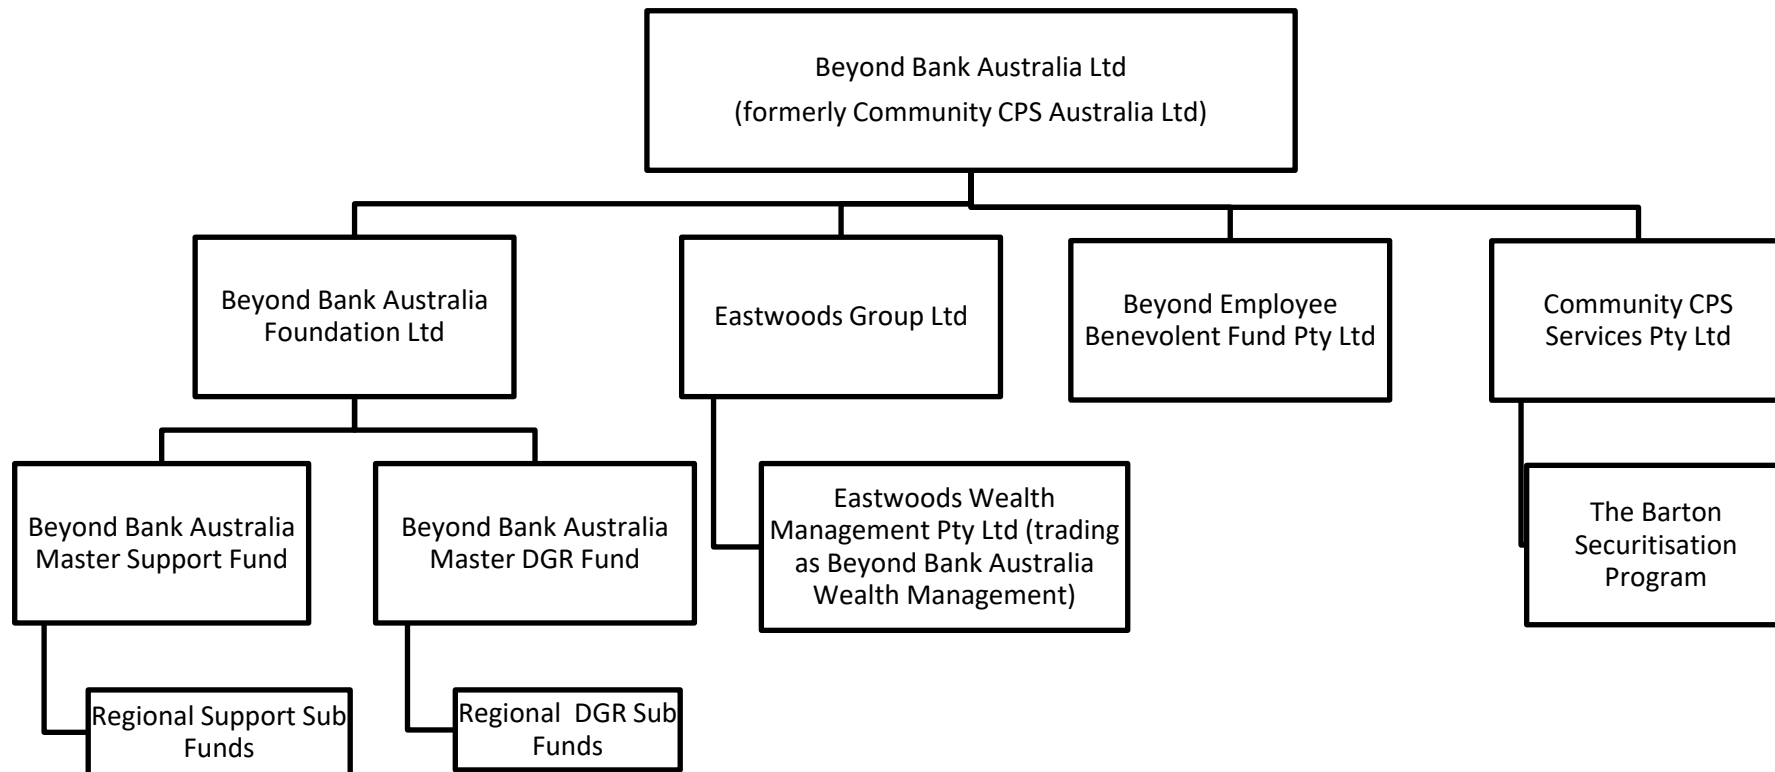 Beyond Bank Australia Ltd
(formerly Community CPS Australia Ltd)
Beyond Bank Australia
Foundation Ltd
Eastwoods Group Ltd
Beyond Employee
Benevolent Fund Pty Ltd
Community CPS
Services Pty Ltd
Beyond Bank Australia
Master Support Fund
Beyond Bank Australia
Master DGR Fund
Eastwoods Wealth
Management Pty Ltd (trading
as Beyond Bank Australia
Wealth Management)
The Barton
Securitisation
Program
Regional Support Sub
Funds
Regional  DGR Sub
Funds